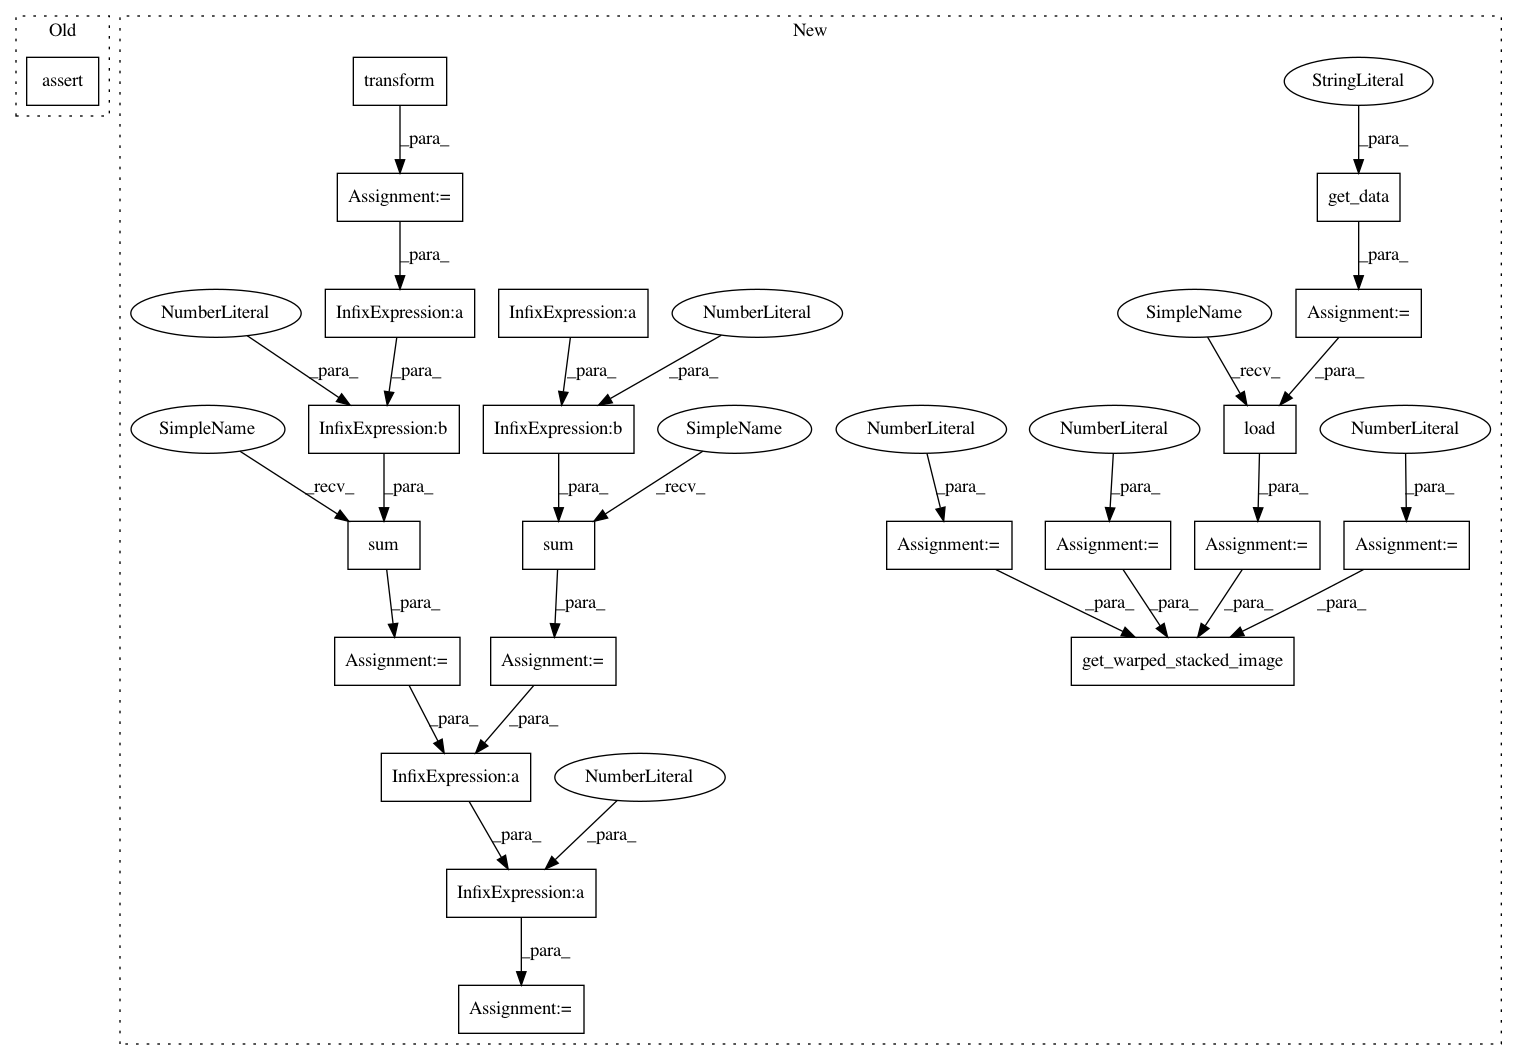 Old
New
assert
transform
StringLiteral
_para_
_para_
Assignment:=
get_data
_para_
_para_
NumberLiteral
InfixExpression:a
InfixExpression:a
NumberLiteral
SimpleName
Assignment:=
_para_
_para_
_para_
_para_
_recv_
_para_
SimpleName
InfixExpression:b
InfixExpression:b
SimpleName
NumberLiteral
NumberLiteral
load
NumberLiteral
_recv_
_para_
_para_
_recv_
_para_
_para_
_para_
_para_
sum
sum
Assignment:=
Assignment:=
Assignment:=
Assignment:=
_para_
_para_
_para_
_para_
_para_
_para_
Assignment:=
Assignment:=
get_warped_stacked_image
_para_
_para_
InfixExpression:a
NumberLiteral
_para_
_para_
InfixExpression:a
_para_
Assignment:=